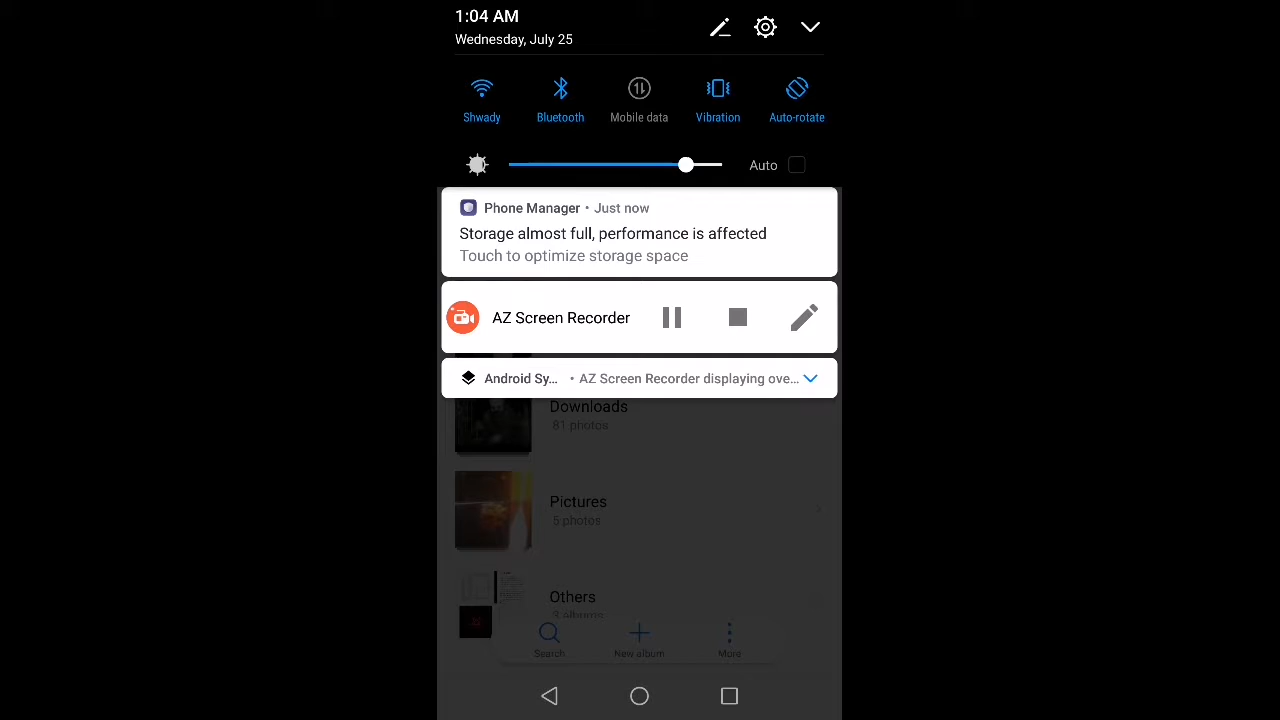 1:04 AM
Wednesday, July 25
Shwady Bluetooth Mobile data Vibration Auto-rotate
Auto
Phone Manager • Just now
Storage almost full, performance is affected
Touch to optimize storage space
AZ Screen Recorder
Android Sy... • AZ Screen Recorder displaying ove...
Downloads
81 photos
Pictures
5 photos
Others
3 albums
Search New album More